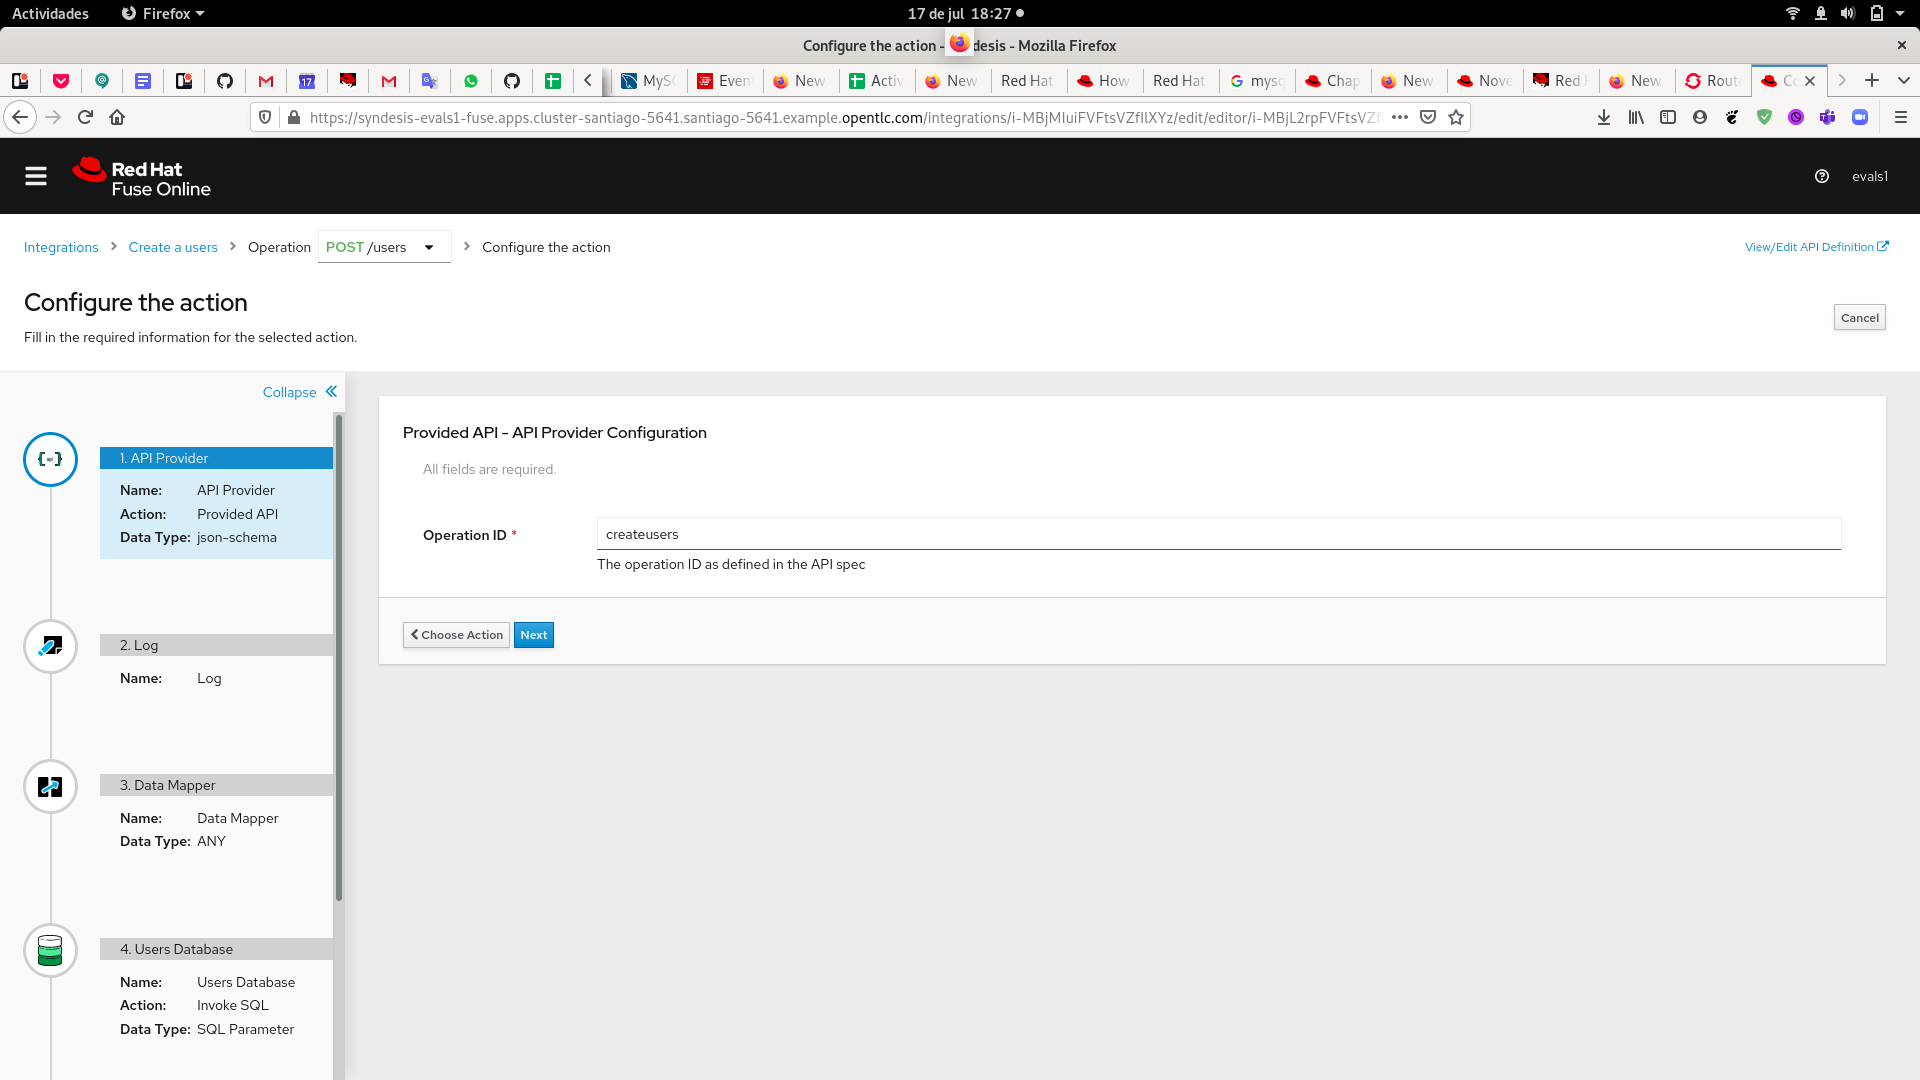 Actividades Firefox 17 de jul 18:27
Configure the action - desis - Mozilla Firefox
17 MyS Even New Activ New Red Hat How Red Hat mysq Chap New Nove Red New Rout Co
https://syndesis-evals1-fuse.apps.cluster-santiago-5641.santiago-5641.example.opentlc.com/integrations/
Red Hat
Fuse Online
evals1
Integrations > Create a users > Operation POST /users > Configure the action
View/Edit API Definition
Configure the action
Cancel
Fill in the required information for the selected action.
Collapse
Provided API - API Provider Configuration
All fields are required.
Operation ID * createusers
The operation ID as defined in the API spec
Choose Action Next
1. API Provider
Name: API Provider
Action: Provided API
Data Type: json-schema
2. Log
Name: Log
3. Data Mapper
Name: Data Mapper
Data Type: ANY
4. Users Database
Name: Users Database
Action: Invoke SQL
Data Type: SQL Parameter